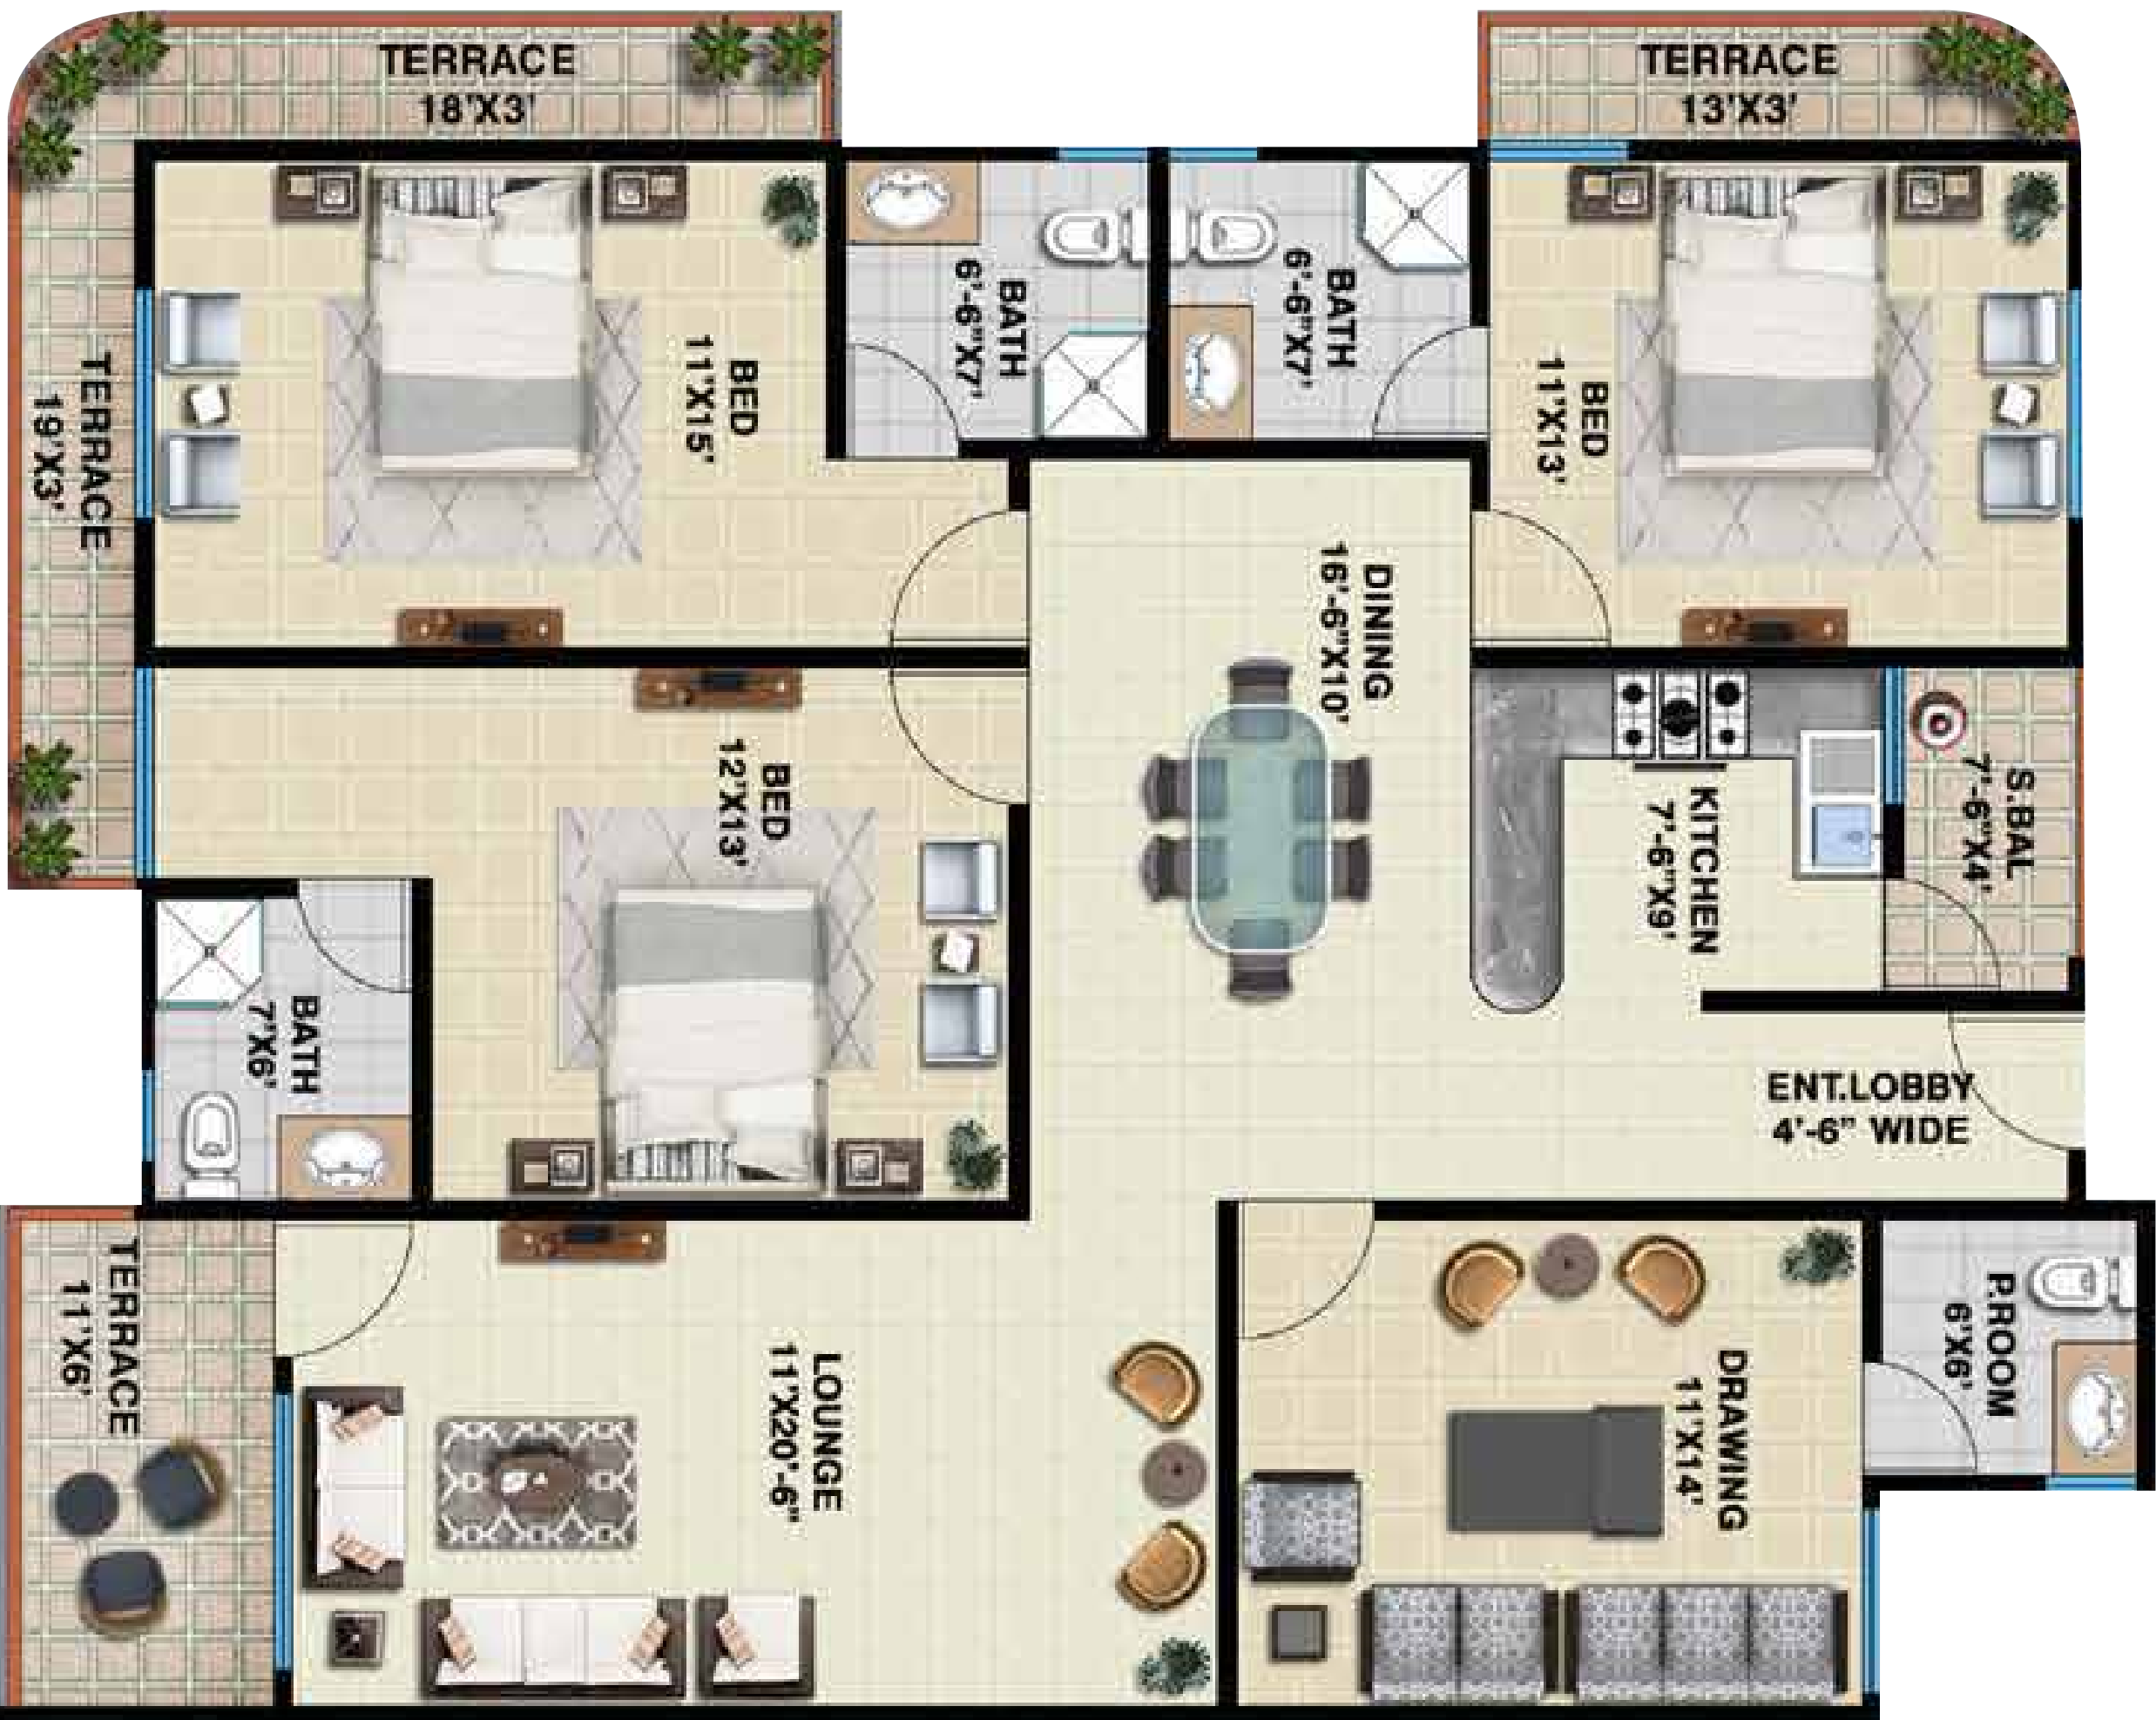 TERRACE
18'X3'
TERRACE
13'X3'
TERRACE
19'X3'
BED
11'X15'
BATH
6'-6"X7'
BATH
6'-6"X7'
BED
11'X13'
DINING
16'-6"X10'
BED
12'X13'
KITCHEN
7'-6"X9'
S.BAL
7'-6"X4'
BATH
7'X6'
ENT.LOBBY
4'-6" WIDE
TERRACE
11'X6'
LOUNGE
11'X20'-6"
DRAWING
11'X14'
P.ROOM
6'X6'